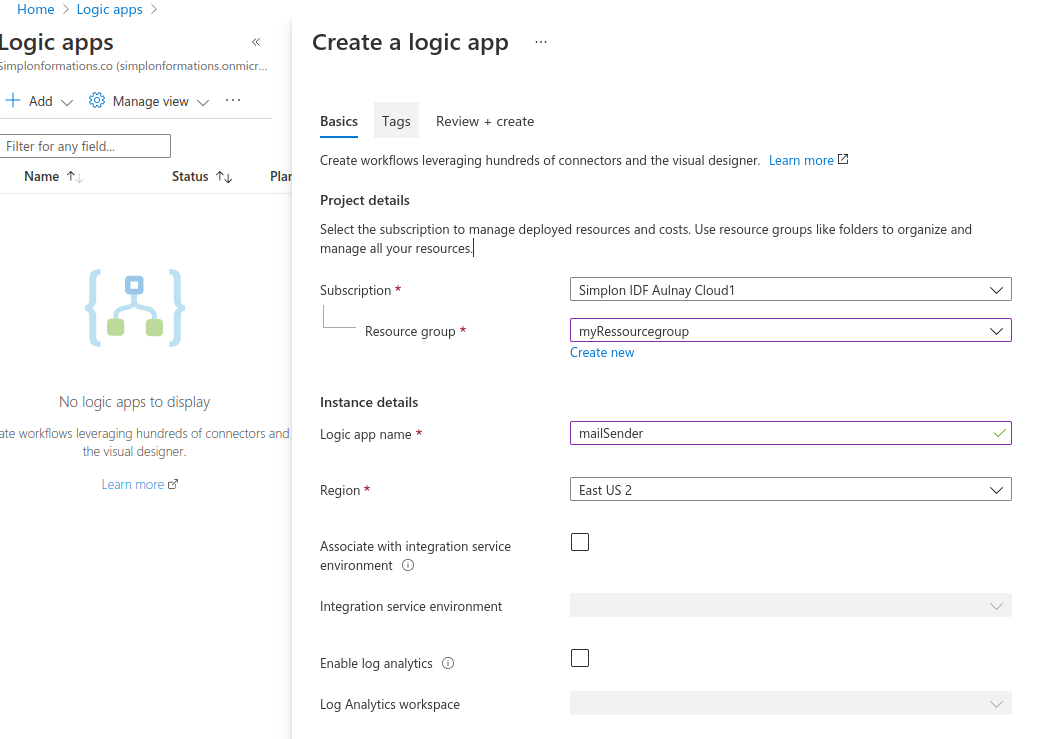 Home > Logic apps >
Logic apps
«
Simplonformations.co (simplonformations.onmicr...
Add
Manage view
...
Filter for any field...
Name ↑↓
Status ↑↓
Plan
No logic apps to display
ate workflows leveraging hundreds of connectors and
the visual designer.
Learn more
Create a logic app
...
Basics
Tags
Review + create
Create workflows leveraging hundreds of connectors and the visual designer. Learn more
Project details
Select the subscription to manage deployed resources and costs. Use resource groups like folders to organize and
manage all your resources.
Subscription *
Simplon IDF Aulnay Cloud1
Resource group *
myRessourcegroup
Create new
Instance details
Logic app name *
mailSender
Region *
East US 2
Associate with integration service
environment
Integration service environment
Enable log analytics
Log Analytics workspace